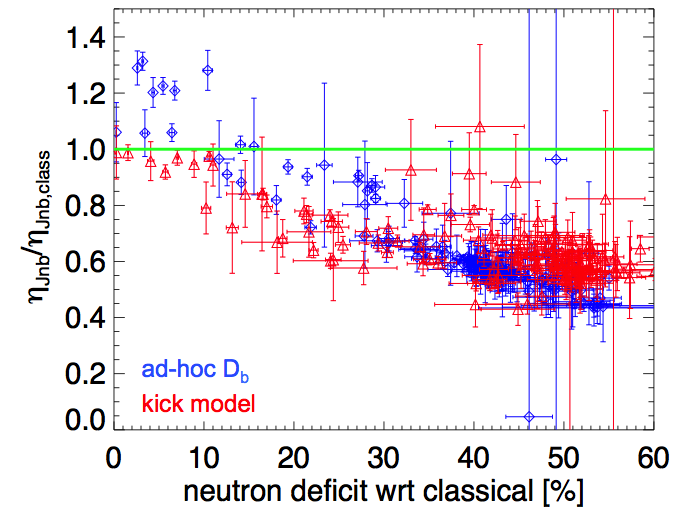 1.4
1.2
1.0
0.8
0.6
0.4
0.2
0.0
ηJnb/ηJnb,class
ad-hoc Db
kick model
0 10 20 30 40 50 60
neutron deficit wrt classical [%]